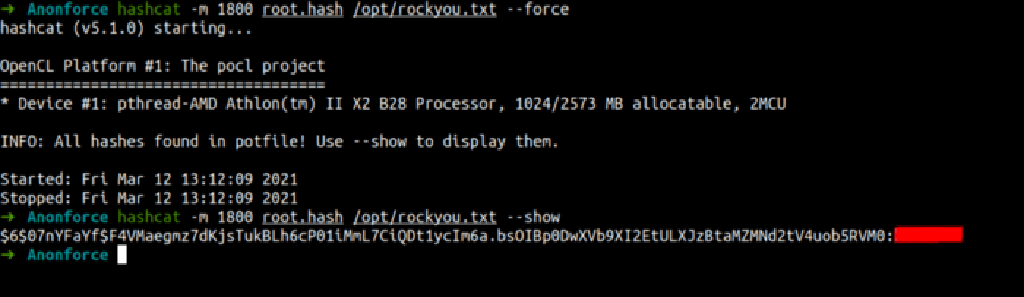 → Anonforce hashcat -m 1800 root.hash /opt/rockyou.txt --force
hashcat (v5.1.0) starting...
OpenCL Platform #1: The pocl project
====================================
* Device #1: pthread-AMD Athlon(tm) II X2 B28 Processor, 1024/2573 MB allocatable, 2MCU
INFO: All hashes found in potfile! Use --show to display them.
Started: Fri Mar 12 13:12:09 2021
Stopped: Fri Mar 12 13:12:09 2021
→ Anonforce hashcat -m 1800 root.hash /opt/rockyou.txt --show
$6$07nYFaYf$F4VMaegmz7dKjsTukBLh6cP01iMmL7CiQDt1ycIm6a.bsOIBp0DwXVb9XI2EtULXJzBtaMZMNd2tV4uob5RVM0:
→ Anonforce